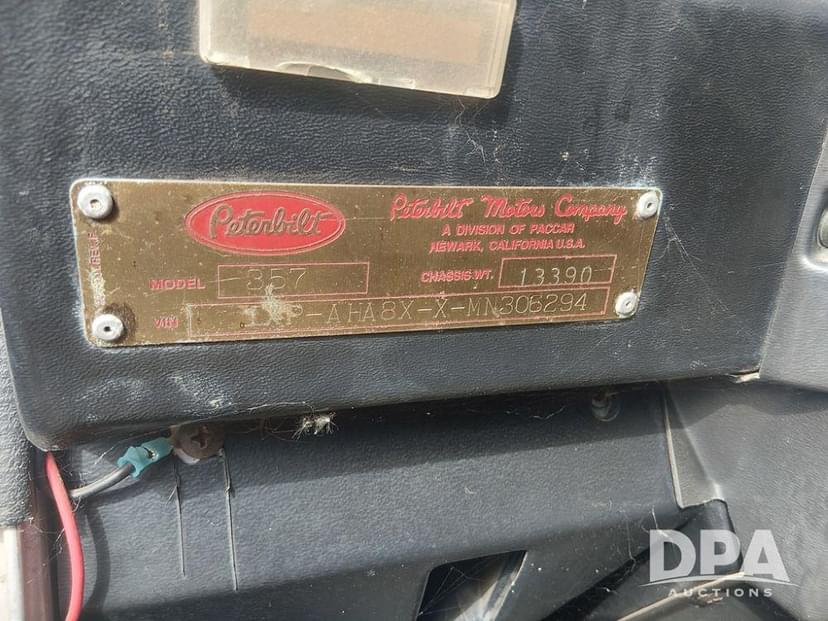 Peterbilt
Peterbilt Motors Company
A DIVISION OF PACCAR
NEWARK, CALIFORNIA U.S.A.
MODEL 357
CHASSIS WT. 13390
VIN P-AHA8X-X-MN306294
DPA
AUCTIONS